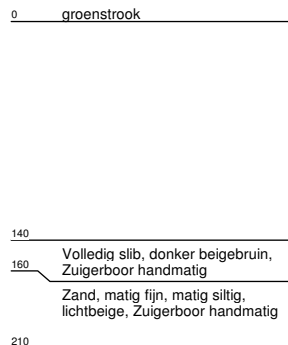 0 groenstrook
140
Volledig slib, donker beigebruin,
160 Zuigerboor handmatig
Zand, matig fijn, matig siltig,
lichtbeige, Zuigerboor handmatig
210